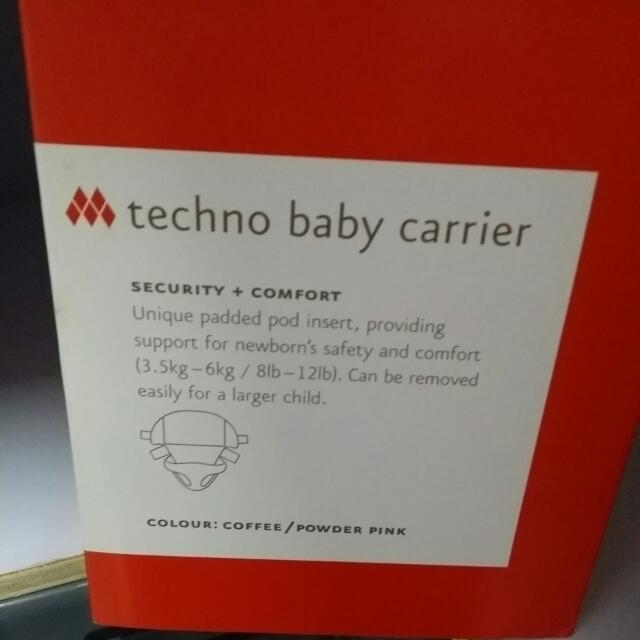 techno baby carrier
SECURITY + COMFORT
Unique padded pod insert, providing
support for newborn's safety and comfort
(3.5kg–6kg / 8lb–12lb). Can be removed
easily for a larger child.
COLOUR: COFFEE/POWDER PINK